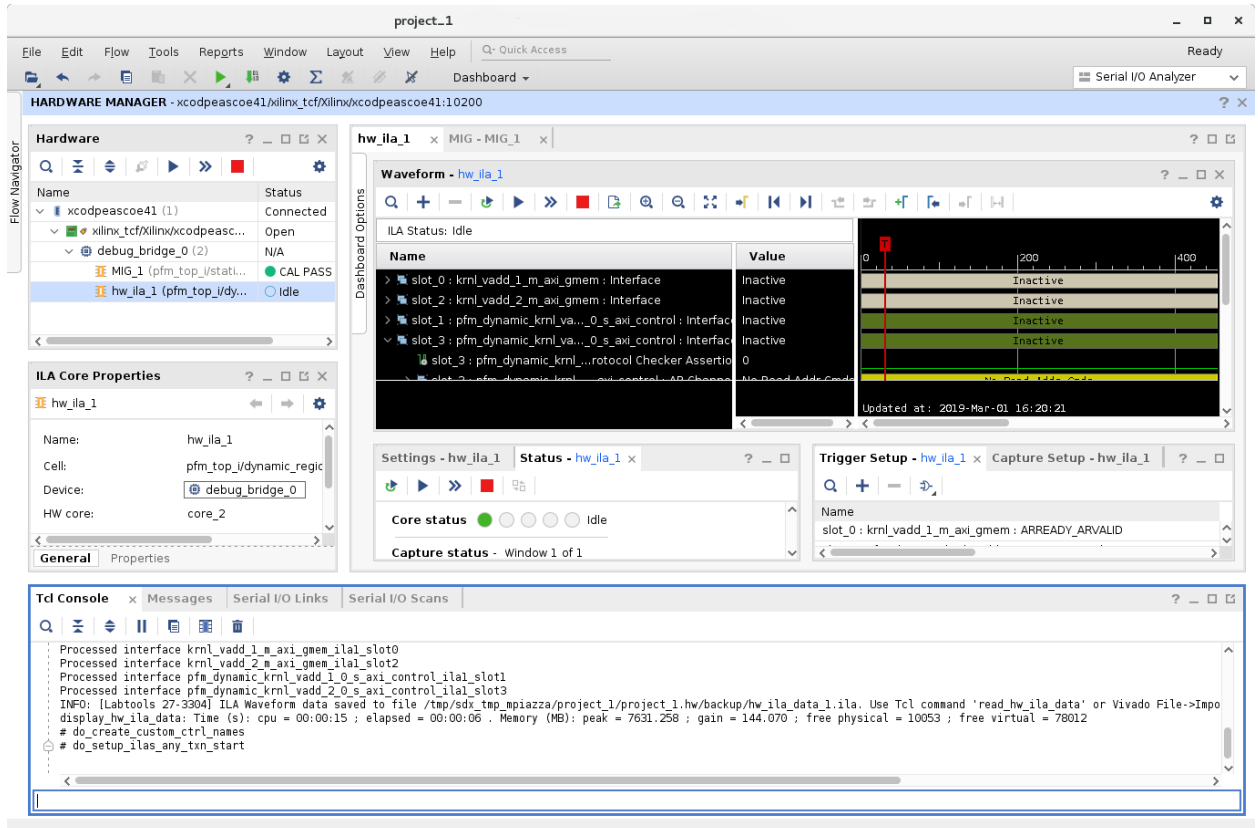 project_1
File Edit Flow Tools Reports Window Layout View Help Q- Quick Access Ready
Dashboard Serial I/O Analyzer
HARDWARE MANAGER - xcodpeascoe41/xilinx_tcf/Xilinx/xcodpeascoe41:10200
Flow Navigator
Hardware
Name Status
xcodpeascoe41 (1) Connected
xilinx_tcf/Xilinx/xcodpeasc... Open
debug_bridge_0 (2) N/A
MIG_1 (pfm_top_i/stati... CAL PASS
hw_ila_1 (pfm_top_i/dy... Idle
ILA Core Properties
hw_ila_1
Name: hw_ila_1
Cell: pfm_top_i/dynamic_regic
Device: debug_bridge_0
HW core: core_2
General Properties
hw_ila_1 MIG - MIG_1
Dashboard Options
Waveform - hw_ila_1
ILA Status: Idle
Name Value
0 200 400
T
slot_0 : krnl_vadd_1_m_axi_gmem : Interface Inactive Inactive
slot_2 : krnl_vadd_2_m_axi_gmem : Interface Inactive Inactive
slot_1 : pfm_dynamic_krnl_va..._0_s_axi_control : Interface Inactive Inactive
slot_3 : pfm_dynamic_krnl_va..._0_s_axi_control : Interface Inactive Inactive
slot_3 : pfm_dynamic_krnl_...rotocol Checker Assertio 0
No Read Addr Cmds No Read Addr Cmds
Updated at: 2019-Mar-01 16:20:21
Settings - hw_ila_1 Status - hw_ila_1
Core status Idle
Capture status - Window 1 of 1
Trigger Setup - hw_ila_1 Capture Setup - hw_ila_1
Name
slot_0 : krnl_vadd_1_m_axi_gmem : ARREADY_ARVALID
Tcl Console Messages Serial I/O Links Serial I/O Scans
Processed interface krnl_vadd_1_m_axi_gmem_ila1_slot0
Processed interface krnl_vadd_2_m_axi_gmem_ila1_slot2
Processed interface pfm_dynamic_krnl_vadd_1_0_s_axi_control_ila1_slot1
Processed interface pfm_dynamic_krnl_vadd_2_0_s_axi_control_ila1_slot3
INFO: [Labtools 27-3304] ILA Waveform data saved to file /tmp/sdx_tmp_mpiazza/project_1/project_1.hw/backup/hw_ila_data_1.ila. Use Tcl command 'read_hw_ila_data' or Vivado File->Impo
display_hw_ila_data: Time (s): cpu = 00:00:15 ; elapsed = 00:00:06 . Memory (MB): peak = 7631.258 ; gain = 144.070 ; free physical = 10053 ; free virtual = 78012
# do_create_custom_ctrl_names
# do_setup_ilas_any_txn_start